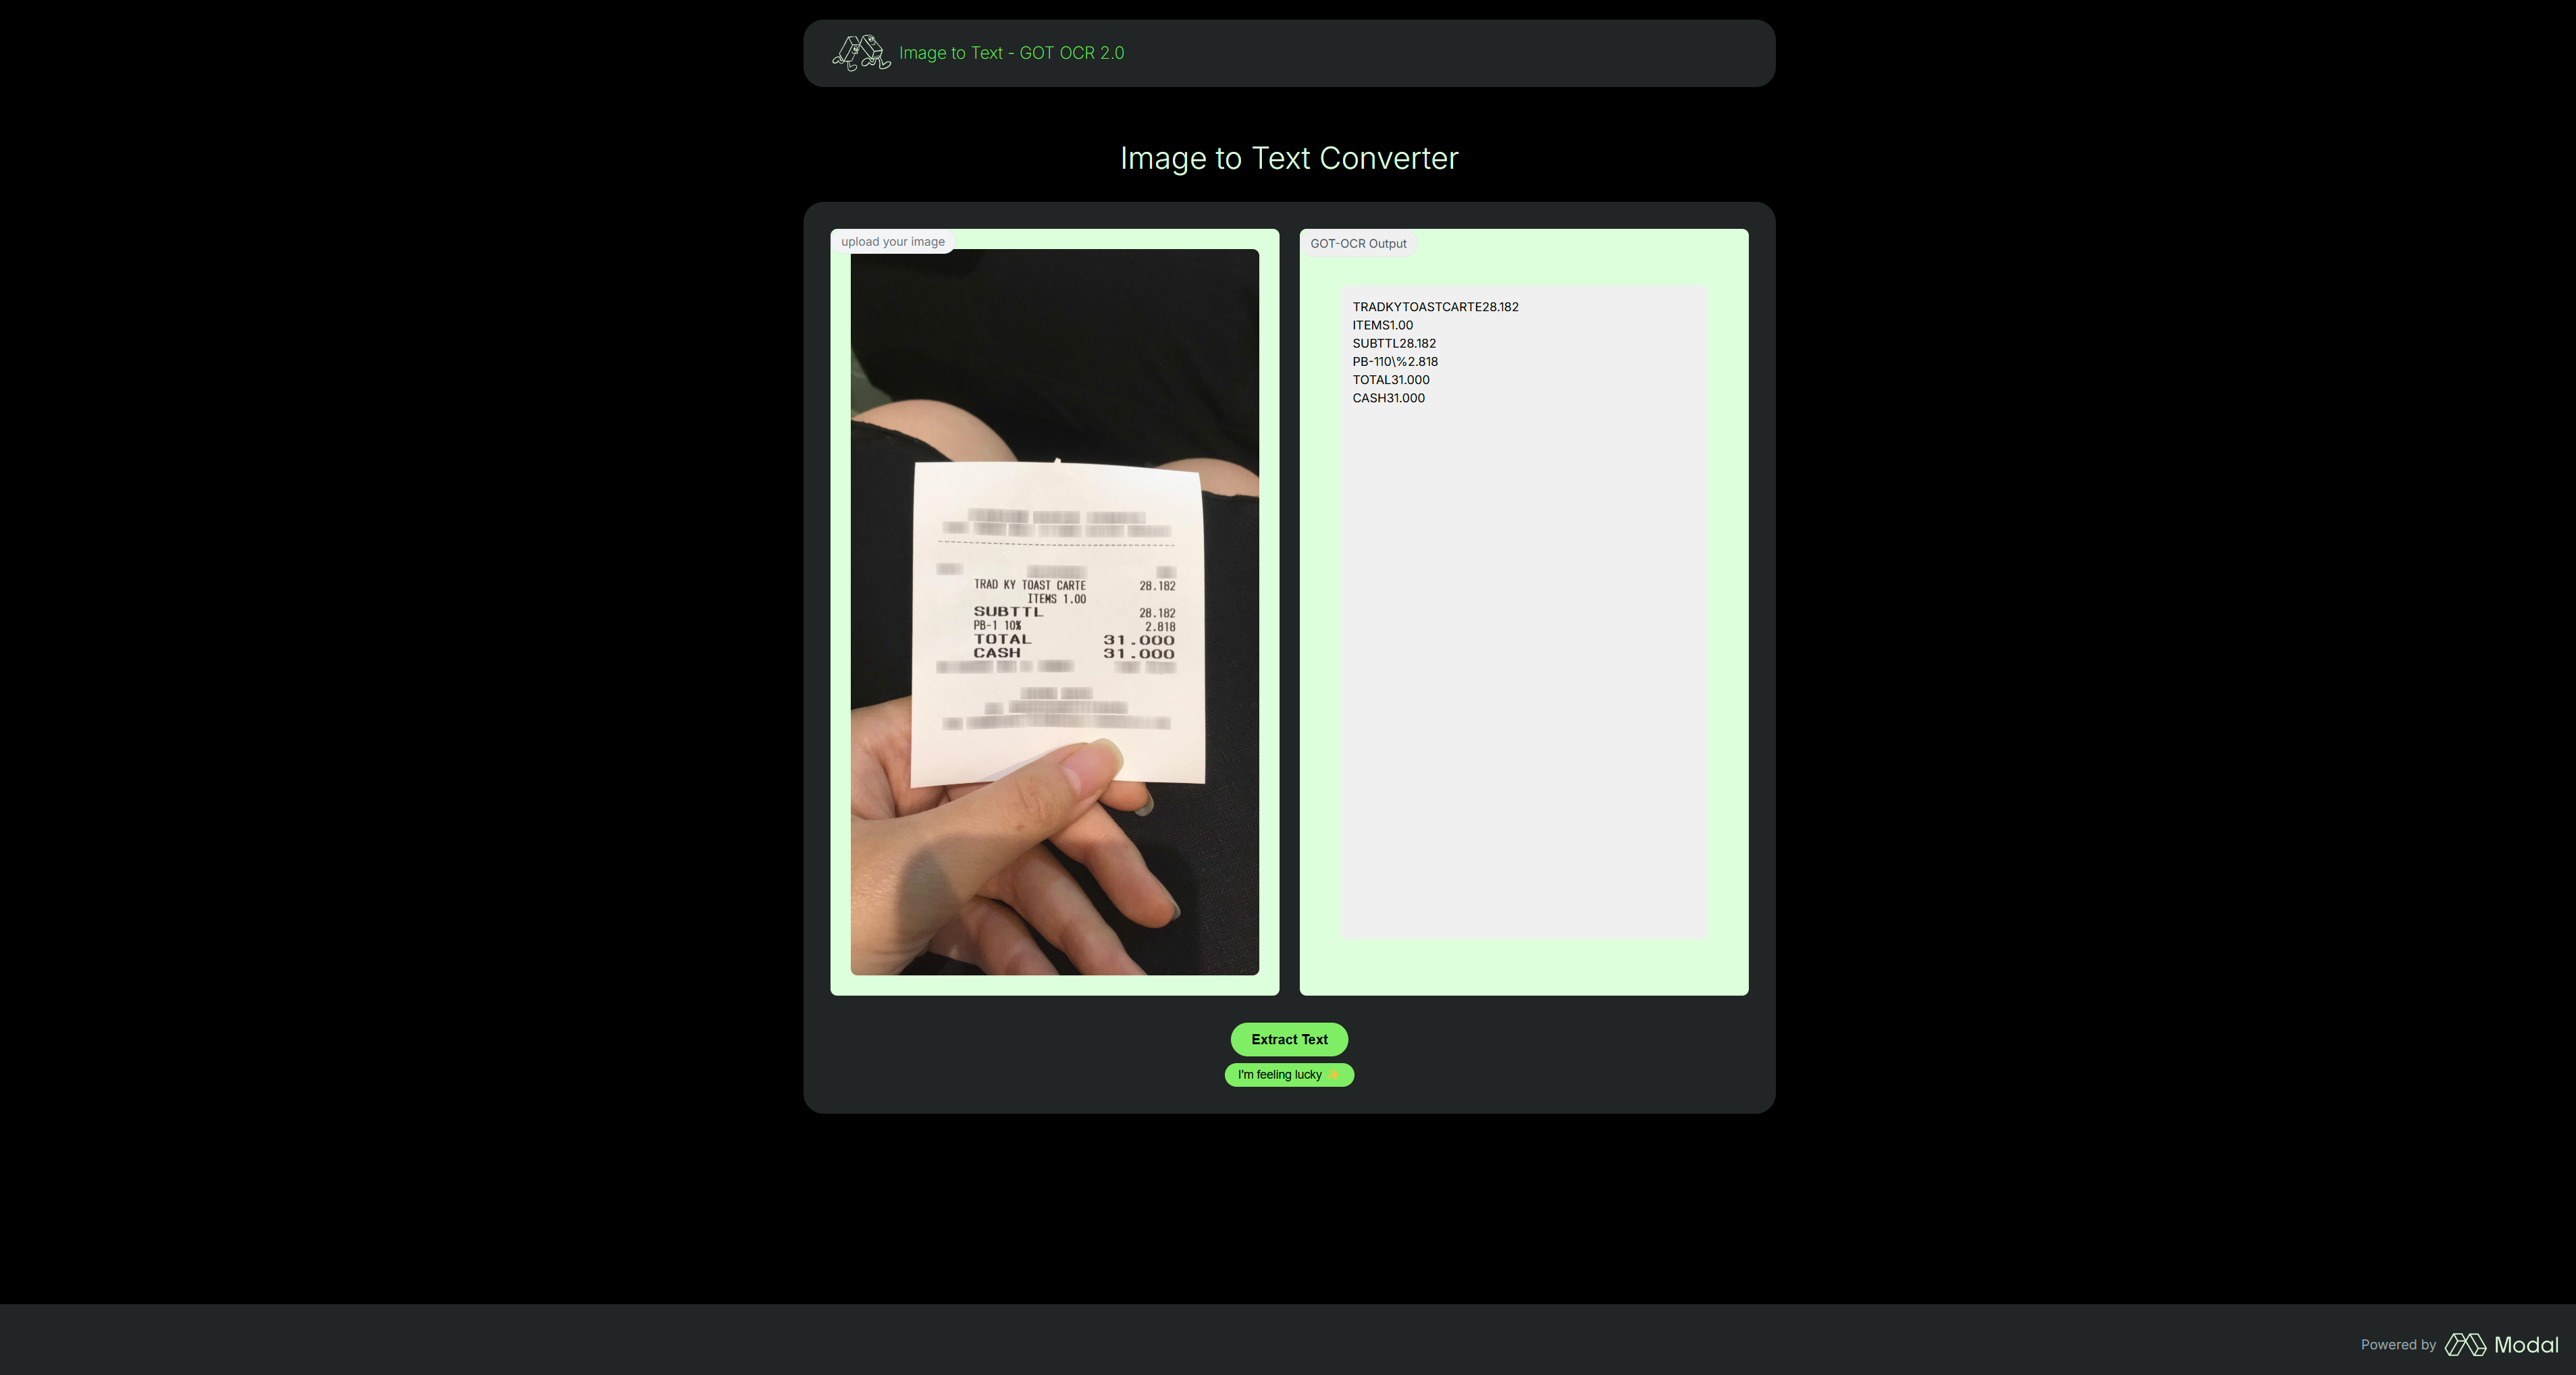 Image to Text - GOT OCR 2.0
Image to Text Converter
upload your image
TRAD KY TOAST CARTE 28.182
ITEMS 1.00
SUBTTL 28.182
PB-1 10% 2.818
TOTAL 31.000
CASH 31.000
GOT-OCR Output
TRADKYTOASTCARTE28.182
ITEMS1.00
SUBTTL28.182
PB-110\%2.818
TOTAL31.000
CASH31.000
Extract Text
I'm feeling lucky ✨
Powered by Modal